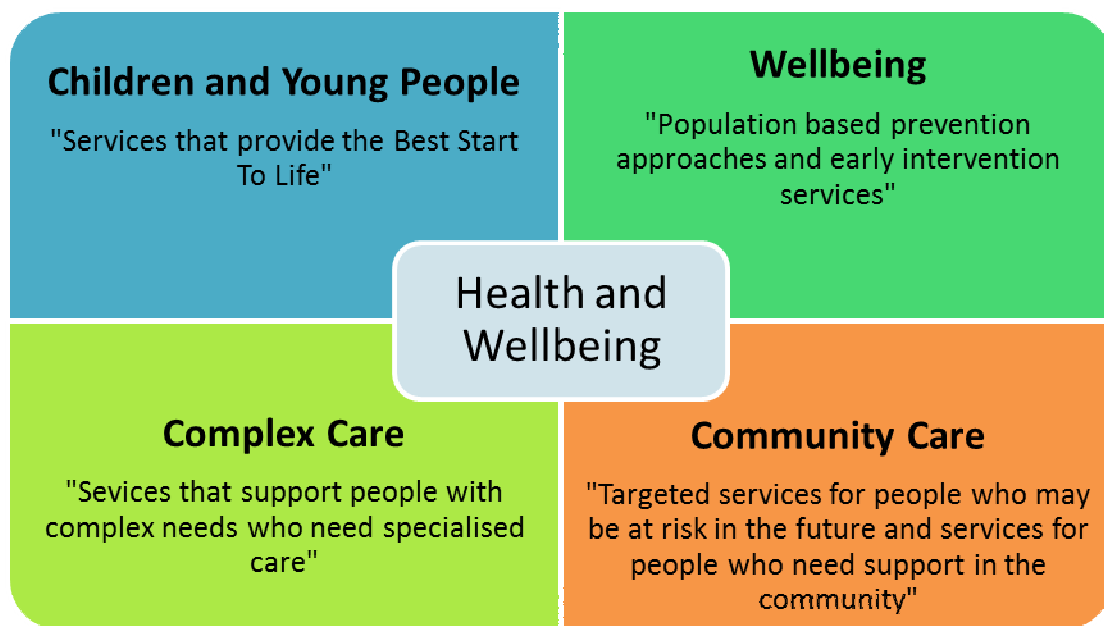 Children and Young People
"Services that provide the Best Start
To Life"
Wellbeing
"Population based prevention
approaches and early intervention
services"
Health and
Wellbeing
Complex Care
"Sevices that support people with
complex needs who need specialised
care"
Community Care
"Targeted services for people who may
be at risk in the future and services for
people who need support in the
community"